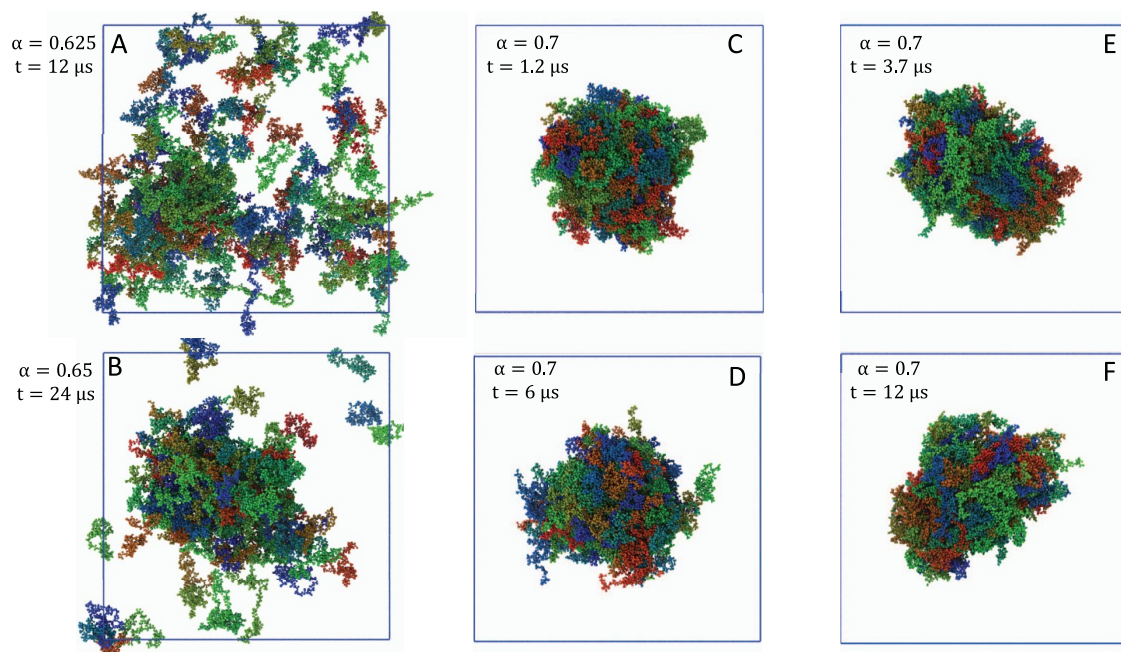 α = 0.625
t = 12 μs
A
α = 0.7
t = 1.2 μs
C
α = 0.7
t = 3.7 μs
E
α = 0.65
t = 24 μs
B
α = 0.7
t = 6 μs
D
α = 0.7
t = 12 μs
F